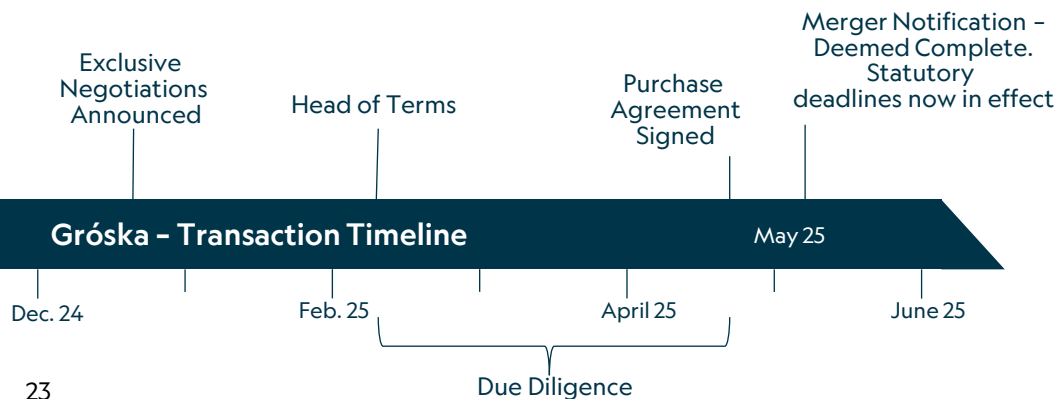 Merger Notification –
Deemed Complete.
Statutory
deadlines now in effect
Exclusive
Negotiations
Announced
Head of Terms
Purchase
Agreement
Signed
Gróska – Transaction Timeline
May 25
Dec. 24
Feb. 25
April 25
June 25
Due Diligence
23